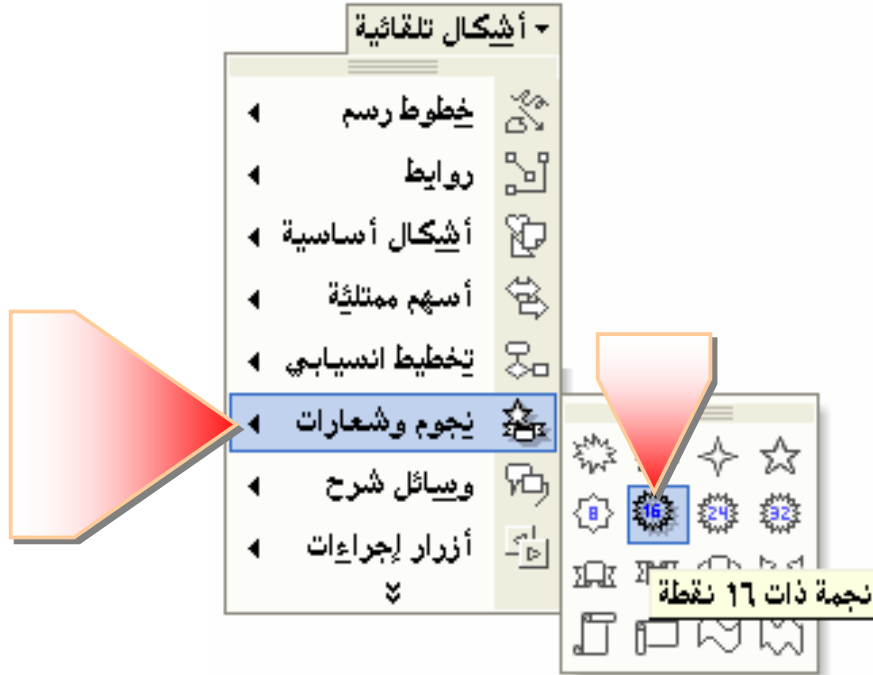 أشكال تلقائية
خطوط رسم
روابط
أشكال أساسية
أسهم ممتلئة
تخطيط انسيابي
نجوم وشعارات
وسائل شرح
أزرار إجراءات
8 16 24 32
نجمة ذات ١٦ نقطة